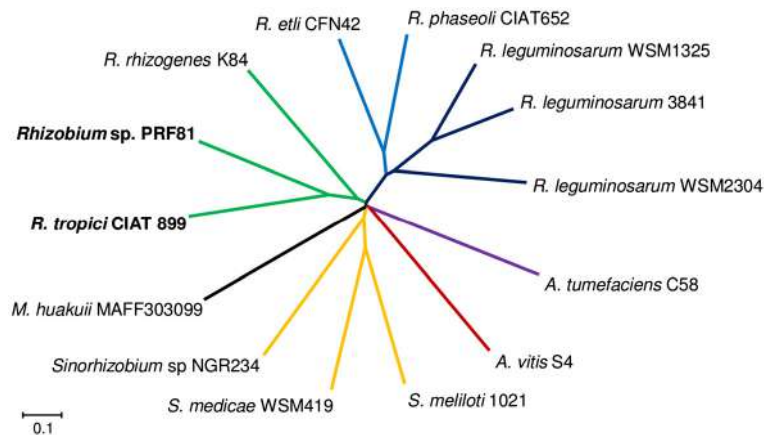 R. etli CFN42
R. phaseoli CIAT652
R. rhizogenes K84
R. leguminosarum WSM1325
R. leguminosarum 3841
Rhizobium sp. PRF81
R. leguminosarum WSM2304
R. tropici CIAT 899
A. tumefaciens C58
M. huakuii MAFF303099
A. vitis S4
Sinorhizobium sp NGR234
S. medicae WSM419
S. meliloti 1021
0.1